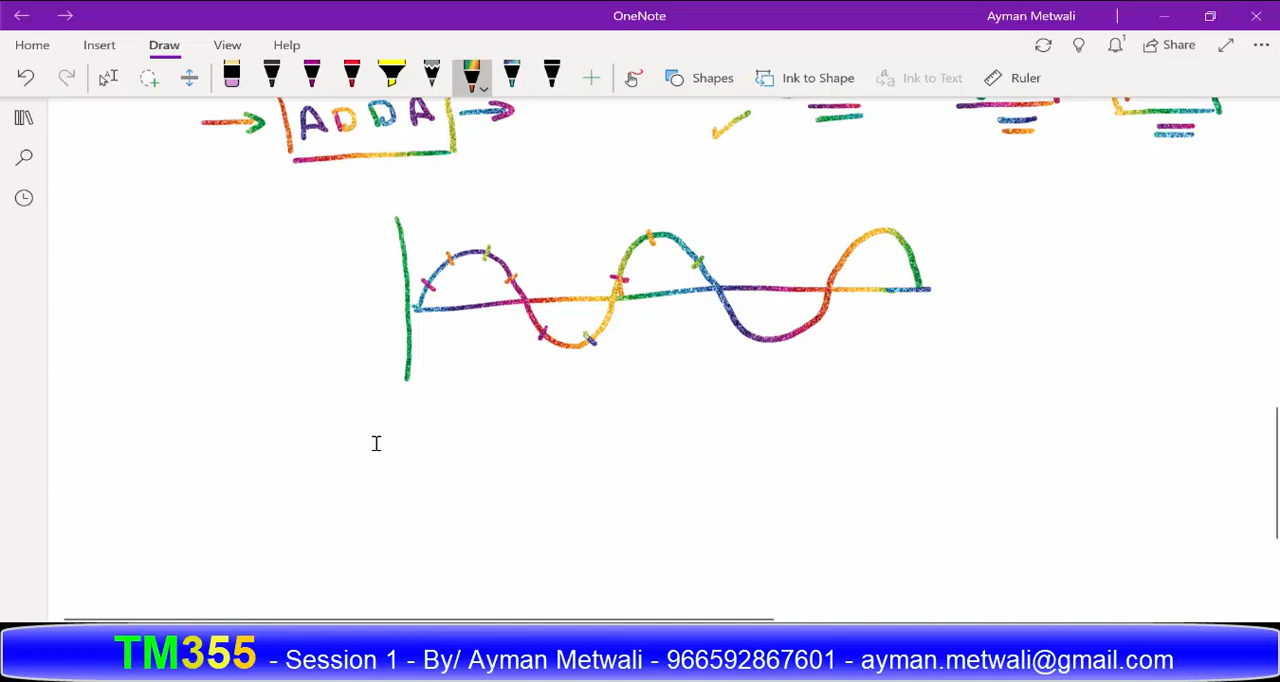 OneNote
Ayman Metwali
Home Insert Draw View Help
Share
Shapes
Ink to Shape
Ink to Text
Ruler
ADDA
TM355 - Session 1 - By/ Ayman Metwali - 966592867601 - ayman.metwali@gmail.com